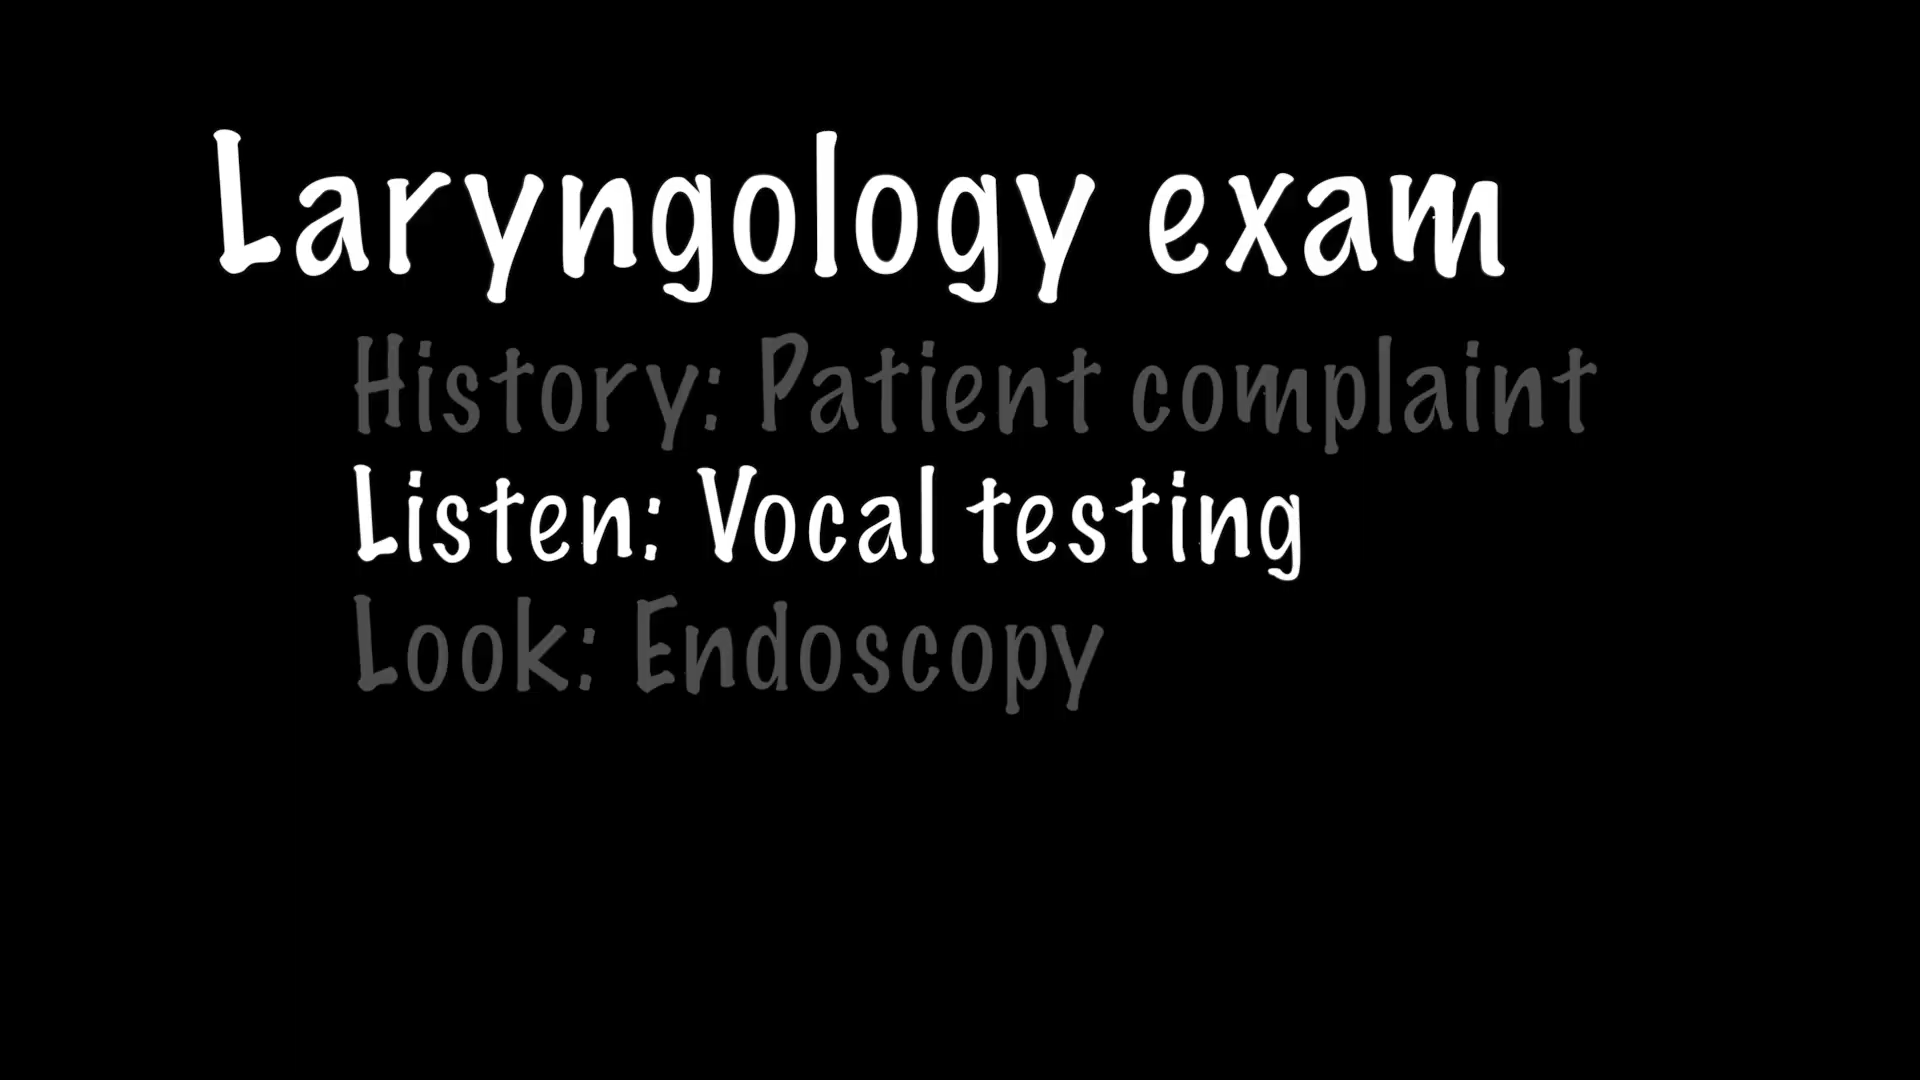 Laryngology exam
History: Patient complaint
Listen: Vocal testing
Look: Endoscopy